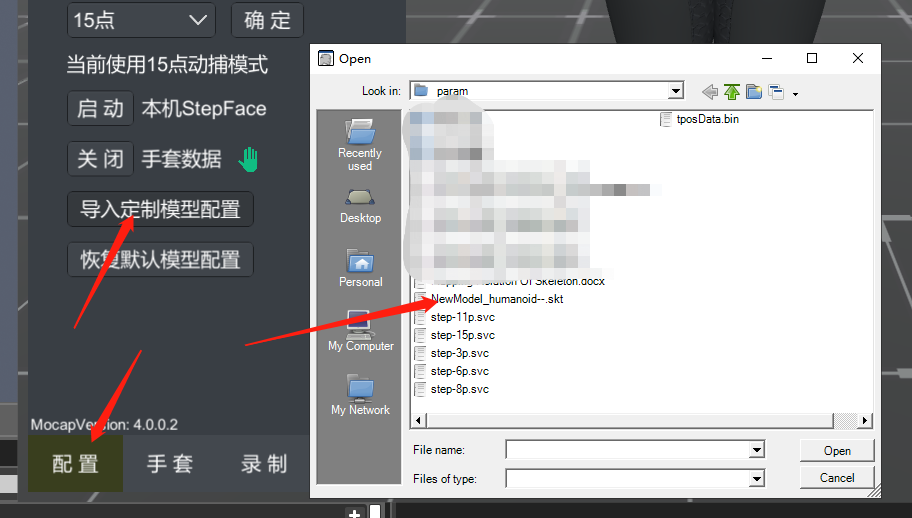 15点
确 定
当前使用15点动捕模式
启 动 本机StepFace
关 闭 手套数据
导入定制模型配置
恢复默认模型配置
MocapVersion: 4.0.0.2
配 置 手 套 录 制
Open
Look in: param
Recently
used
Desktop
Personal
My Computer
My Network
Of Skeleton.docx
NewModel_humanoid--.skt
step-11p.svc
step-15p.svc
step-3p.svc
step-6p.svc
step-8p.svc
tposData.bin
File name:
Open
Files of type:
Cancel